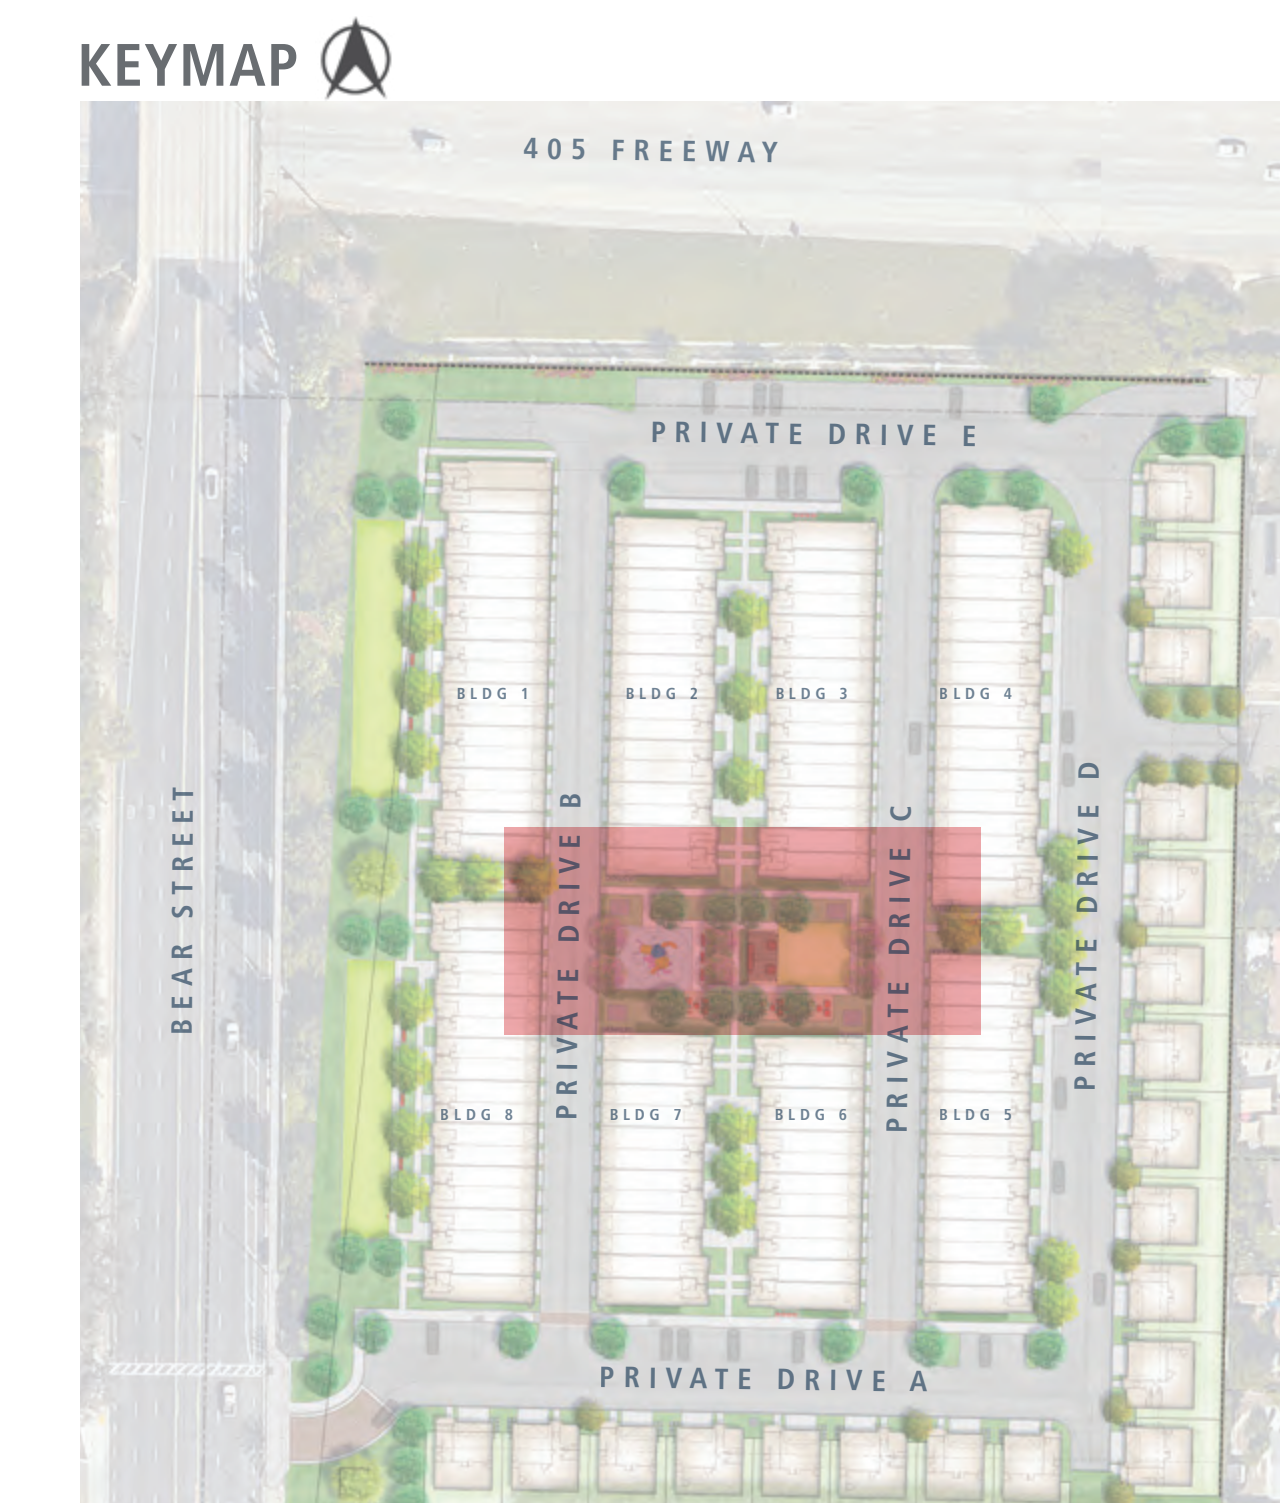 KEYMAP
405 FREEWAY
PRIVATE DRIVE E
BLDG 1
BLDG 2
BLDG 3
BLDG 4
BEAR STREET
PRIVATE DRIVE B
PRIVATE DRIVE C
PRIVATE DRIVE D
BLDG 8
BLDG 7
BLDG 6
BLDG 5
PRIVATE DRIVE A